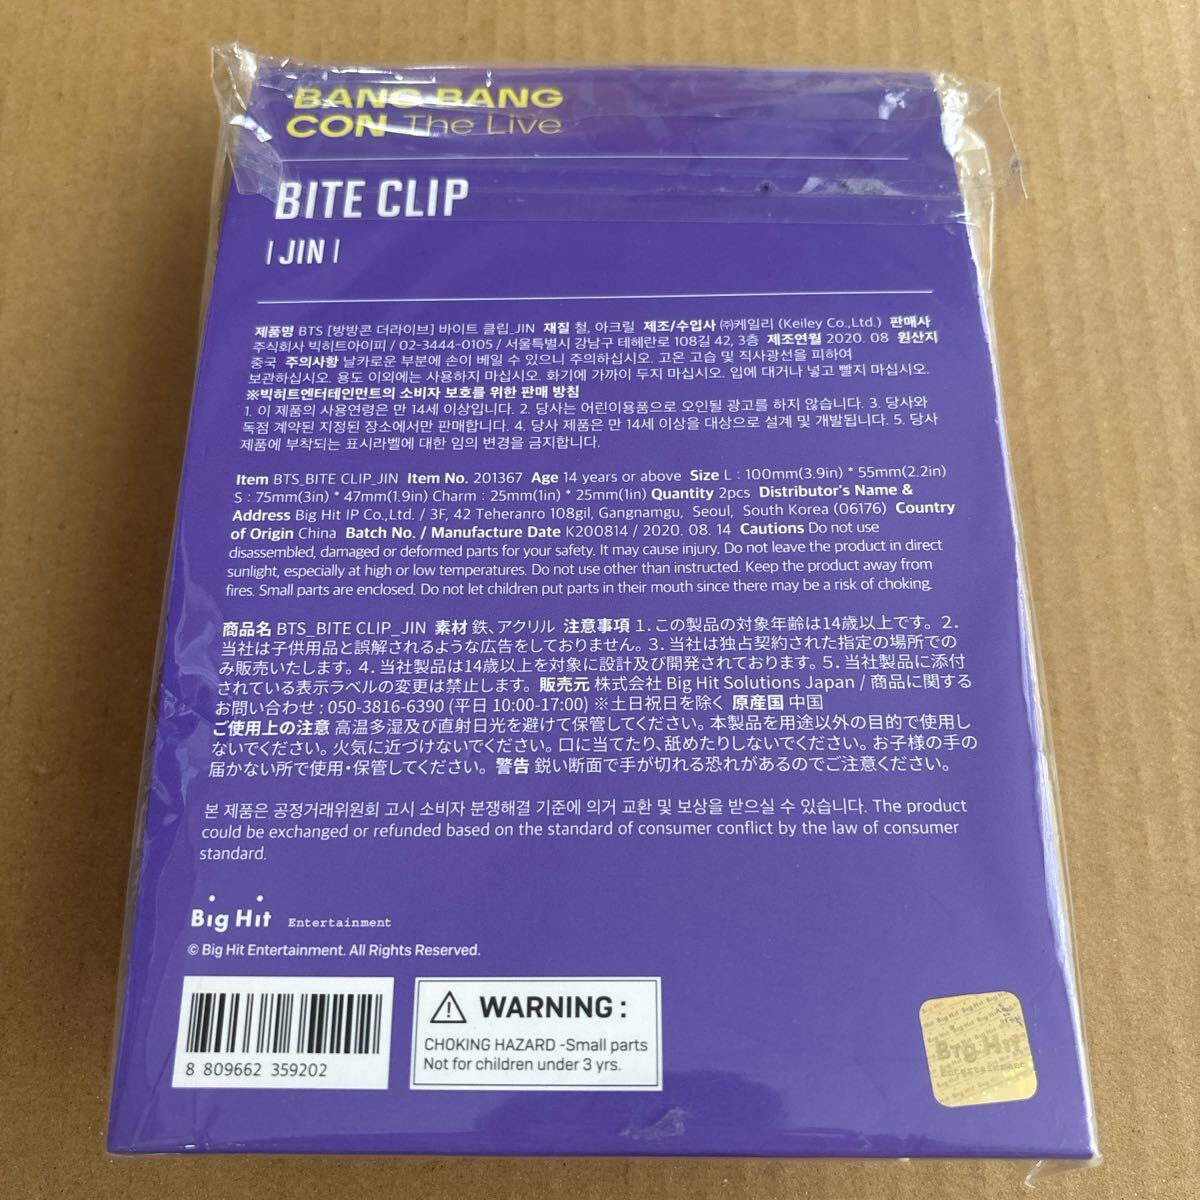 BANG BANG
CON The Live
BITE CLIP
| JIN |
제품명 BTS [방방콘 더라이브] 바이트 클립_JIN 재질 철, 아크릴 제조/수입사 ㈜케일리 (Keiley Co.,Ltd.) 판매사
주식회사 빅히트아이피 / 02-3444-0105 / 서울특별시 강남구 테헤란로 108길 42, 3층 제조연월 2020. 08 원산지
중국 주의사항 날카로운 부분에 손이 베일 수 있으니 주의하십시오. 고온 고습 및 직사광선을 피하여
보관하십시오. 용도 이외에는 사용하지 마십시오. 화기에 가까이 두지 마십시오. 입에 대거나 넣고 빨지 마십시오.
※빅히트엔터테인먼트의 소비자 보호를 위한 판매 방침
1. 이 제품의 사용연령은 만 14세 이상입니다. 2. 당사는 어린이용품으로 오인될 광고를 하지 않습니다. 3. 당사와
독점 계약된 지정된 장소에서만 판매합니다. 4. 당사 제품은 만 14세 이상을 대상으로 설계 및 개발됩니다. 5. 당사
제품에 부착되는 표시라벨에 대한 임의 변경을 금지합니다.
Item BTS_BITE CLIP_JIN Item No. 201367 Age 14 years or above Size L : 100mm(3.9in) * 55mm(2.2in)
S : 75mm(3in) * 47mm(1.9in) Charm : 25mm(1in) * 25mm(1in) Quantity 2pcs Distributor's Name &
Address Big Hit IP Co.,Ltd. / 3F, 42 Teheranro 108gil, Gangnamgu, Seoul, South Korea (06176) Country
of Origin China Batch No. / Manufacture Date K200814 / 2020. 08. 14 Cautions Do not use
disassembled, damaged or deformed parts for your safety. It may cause injury. Do not leave the product in direct
sunlight, especially at high or low temperatures. Do not use other than instructed. Keep the product away from
fires. Small parts are enclosed. Do not let children put parts in their mouth since there may be a risk of choking.
商品名 BTS_BITE CLIP_JIN 素材 鉄、アクリル 注意事項 1. この製品の対象年齢は14歳以上です。2.
当社は子供用品と誤解されるような広告をしておりません。3. 当社は独占契約された指定の場所での
み販売いたします。4. 当社製品は14歳以上を対象に設計及び開発されております。5. 当社製品に添付
されている表示ラベルの変更は禁止します。販売元 株式会社 Big Hit Solutions Japan / 商品に関する
お問い合わせ : 050-3816-6390 (平日 10:00-17:00) ※土日祝日を除く 原産国 中国
ご使用上の注意 高温多湿及び直射日光を避けて保管してください。本製品を用途以外の目的で使用し
ないでください。火気に近づけないでください。口に当てたり、舐めたりしないでください。お子様の手の
届かない所で使用・保管してください。警告 鋭い断面で手が切れる恐れがあるのでご注意ください。
본 제품은 공정거래위원회 고시 소비자 분쟁해결 기준에 의거 교환 및 보상을 받으실 수 있습니다. The product
could be exchanged or refunded based on the standard of consumer conflict by the law of consumer
standard.
Big Hit Entertainment
© Big Hit Entertainment. All Rights Reserved.
8 809662 359202
WARNING :
CHOKING HAZARD -Small parts
Not for children under 3 yrs.
Big Hit
Entertainment